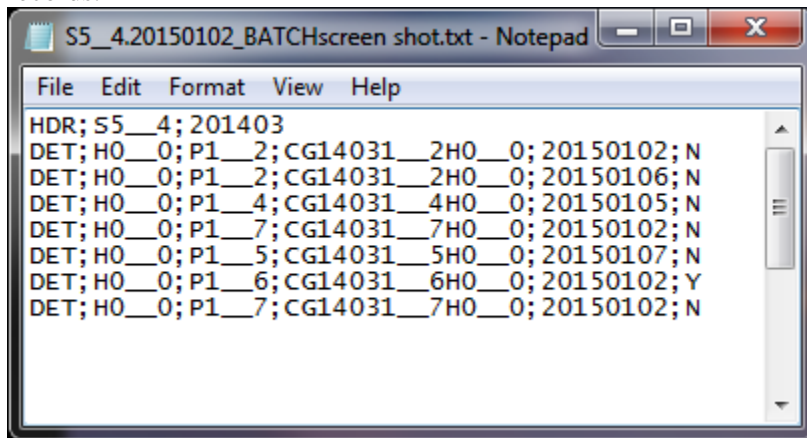 S5__4.20150102_BATCHscreen shot.txt - Notepad
File Edit Format View Help
HDR;S5__4;201403
DET;H0__0;P1__2;CG14031__2H0__0;20150102;N
DET;H0__0;P1__2;CG14031__2H0__0;20150106;N
DET;H0__0;P1__4;CG14031__4H0__0;20150105;N
DET;H0__0;P1__7;CG14031__7H0__0;20150102;N
DET;H0__0;P1__5;CG14031__5H0__0;20150107;N
DET;H0__0;P1__6;CG14031__6H0__0;20150102;Y
DET;H0__0;P1__7;CG14031__7H0__0;20150102;N